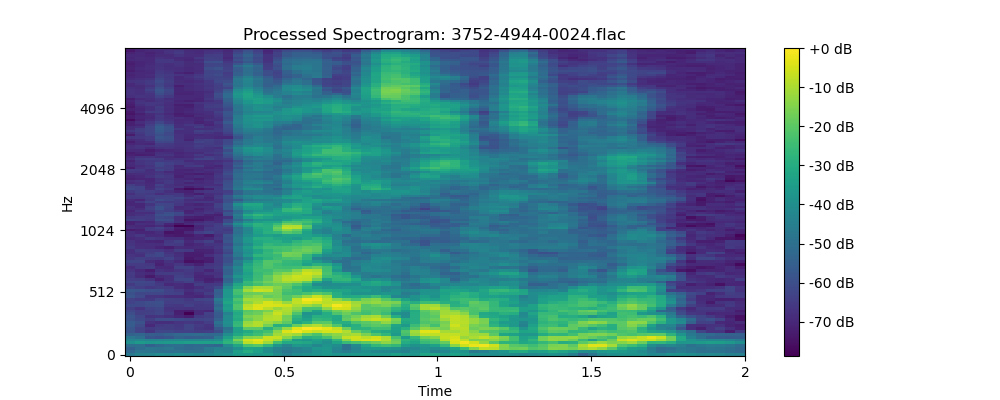 Processed Spectrogram: 3752-4944-0024.flac
Hz
4096
2048
1024
512
0
0
0.5
1
1.5
2
Time
+0 dB
-10 dB
-20 dB
-30 dB
-40 dB
-50 dB
-60 dB
-70 dB